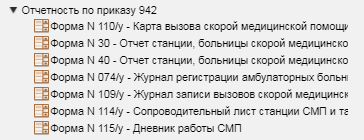 Отчетность по приказу 942
Форма N 110/у - Карта вызова скорой медицинской помощи
Форма N 30 - Отчет станции, больницы скорой медицинско
Форма N 40 - Отчет станции, больницы скорой медицинско
Форма N 074/у - Журнал регистрации амбулаторных больн
Форма N 109/у - Журнал записи вызовов скорой медицинск
Форма N 114/у - Сопроводительный лист станции СМП и та
Форма N 115/у - Дневник работы СМП